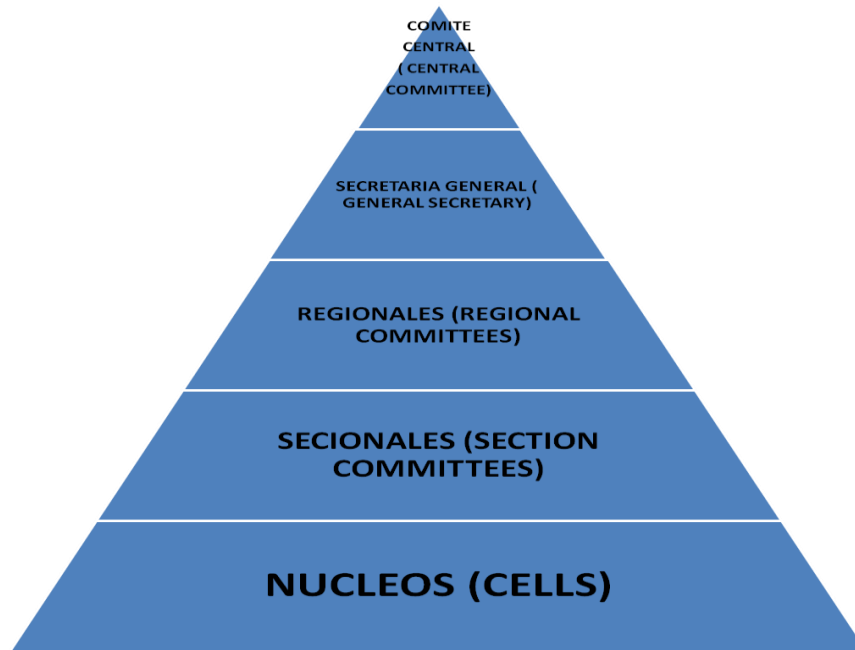 COMITE
CENTRAL
( CENTRAL
COMMITTEE)
SECRETARIA GENERAL (
GENERAL SECRETARY)
REGIONALES (REGIONAL
COMMITTEES)
SECIONALES (SECTION
COMMITTEES)
NUCLEOS (CELLS)